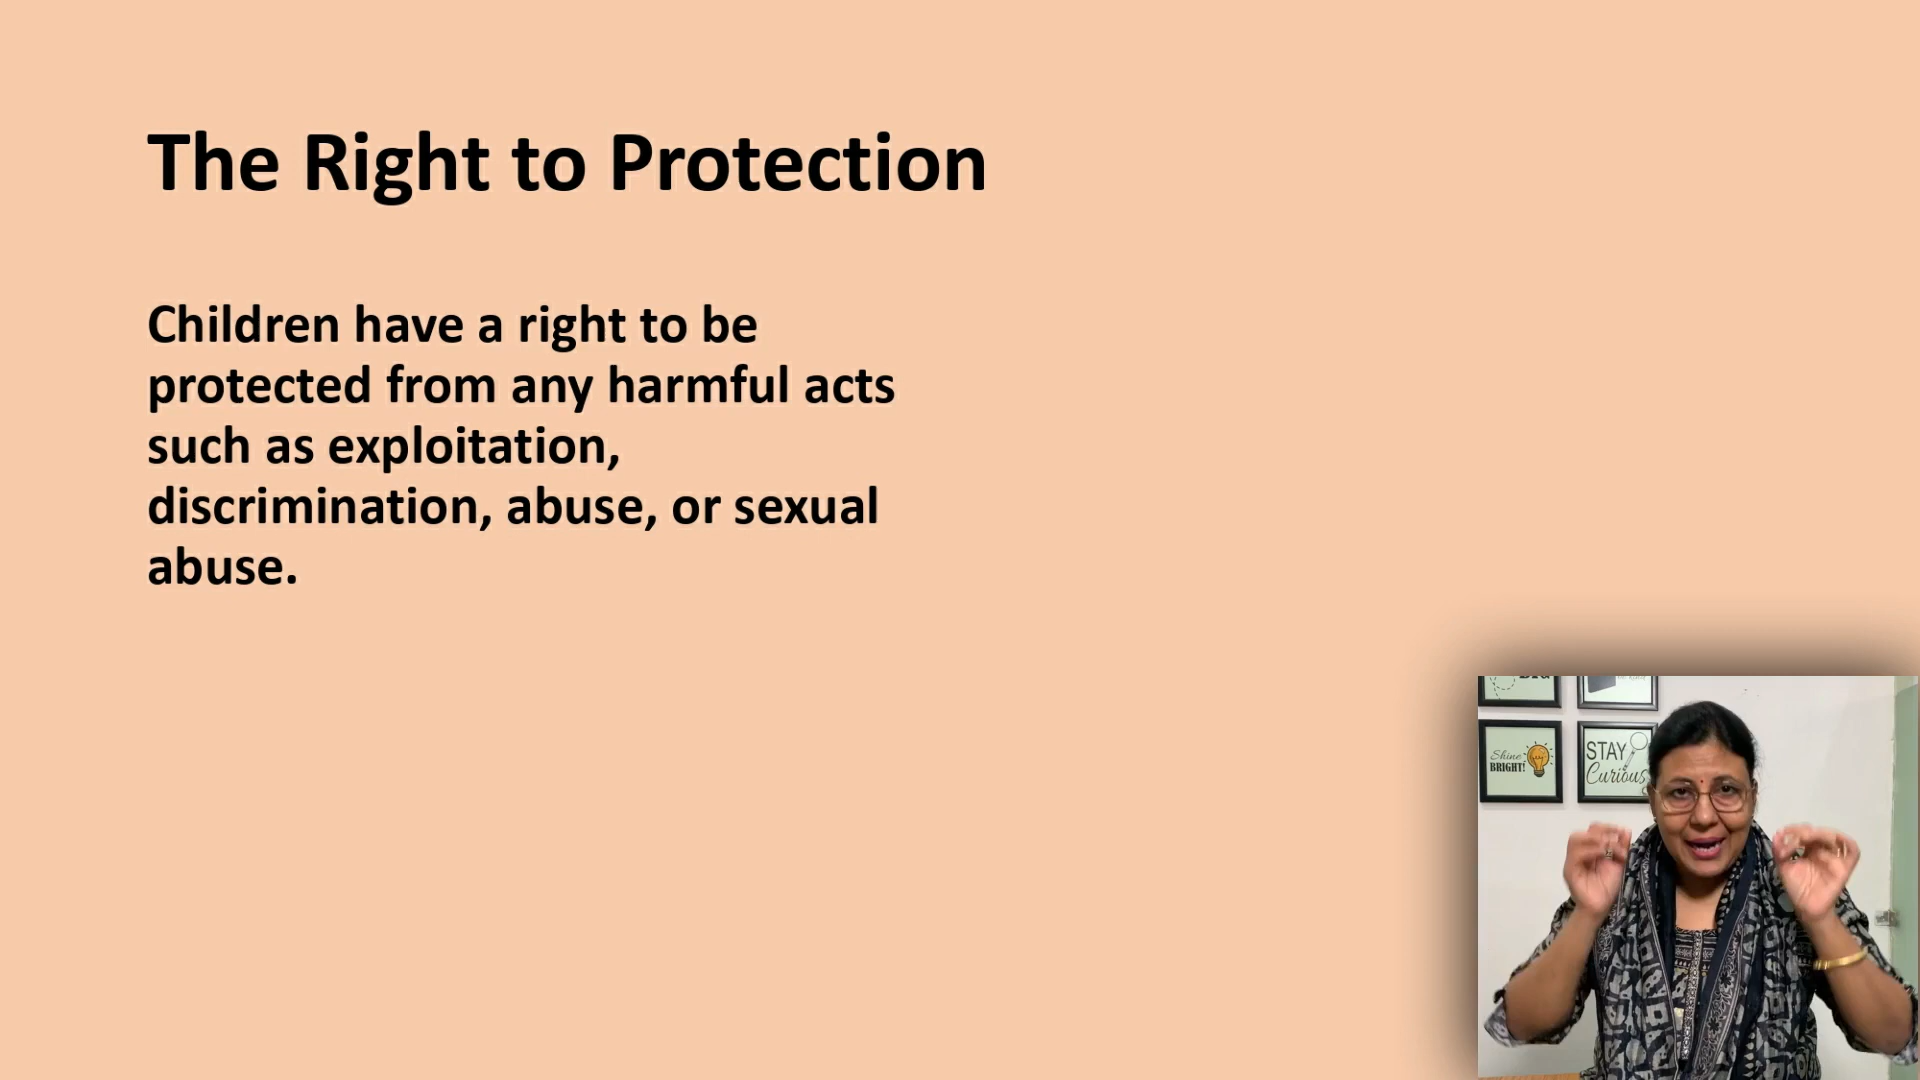 The Right to Protection
Children have a right to be
protected from any harmful acts
such as exploitation,
discrimination, abuse, or sexual
abuse.
Shine
BRIGHT!
STAY
Curious